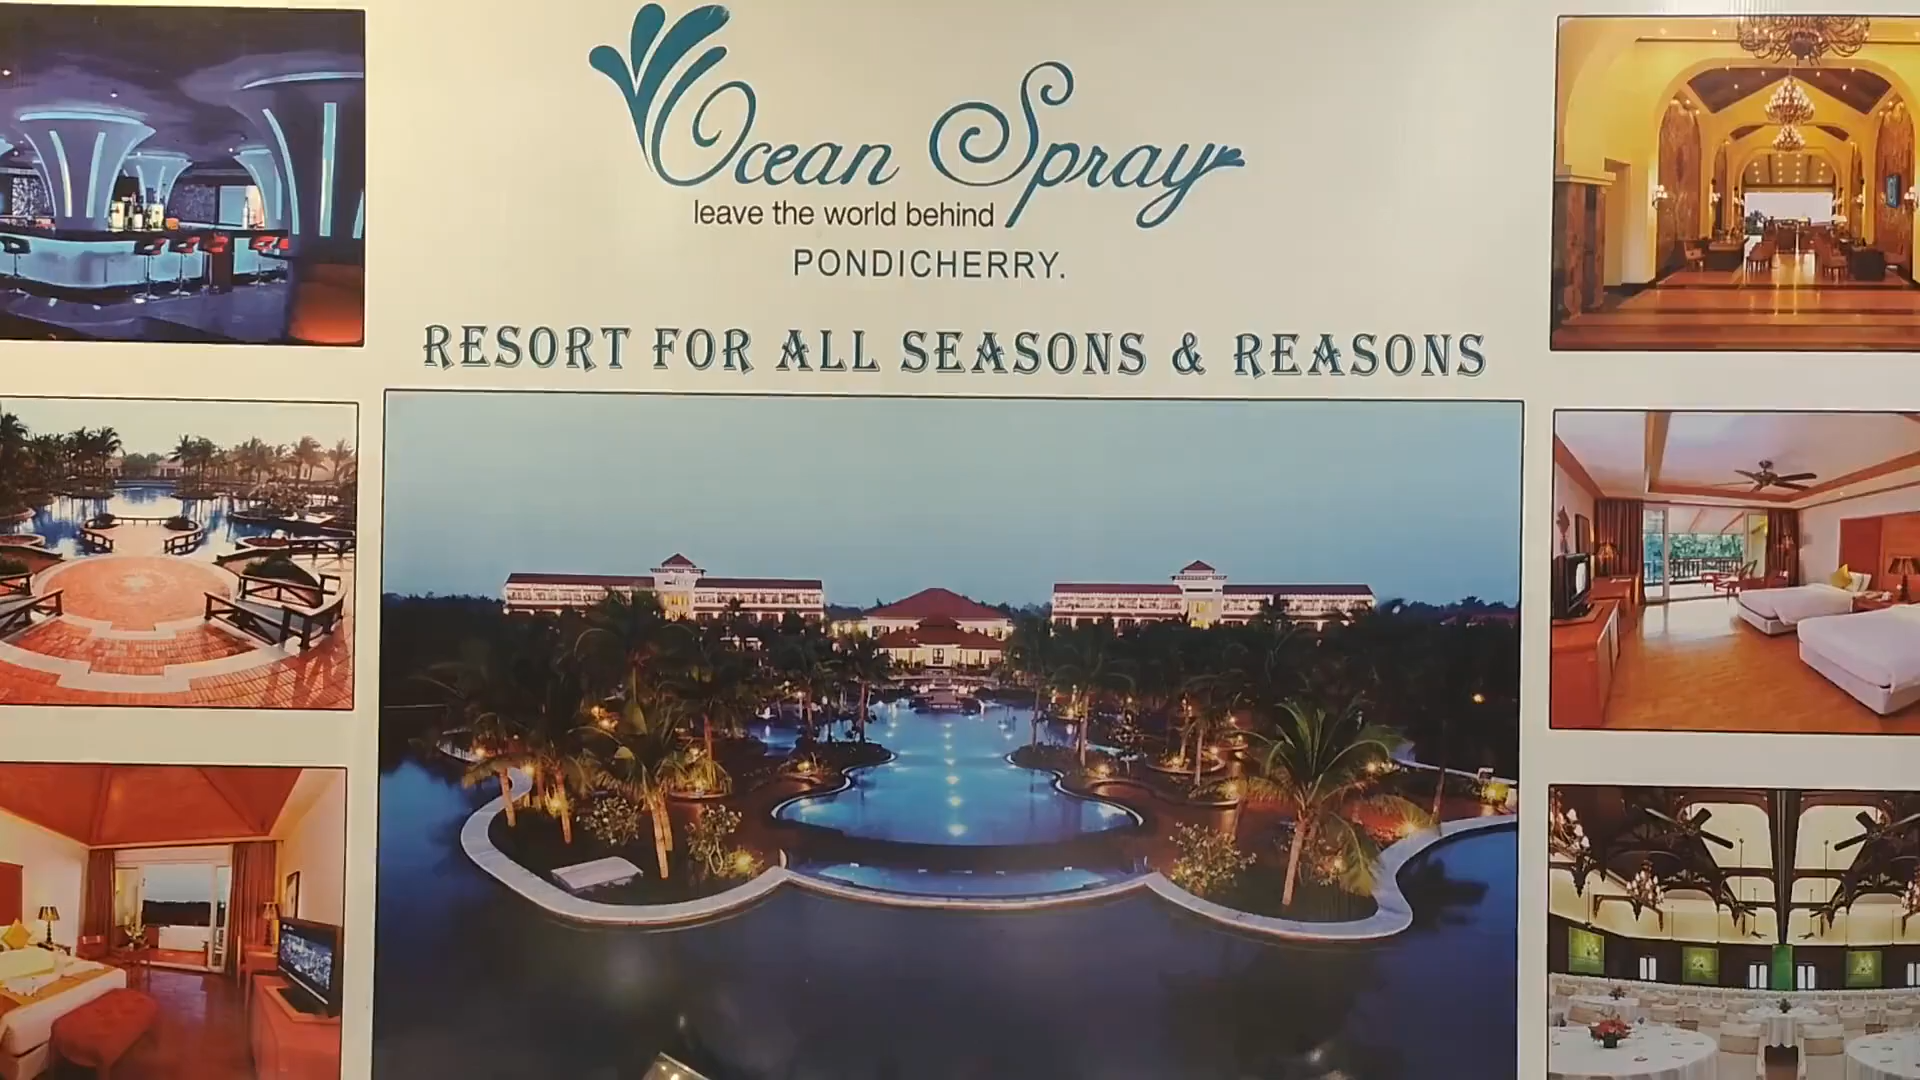 Ocean Spray
leave the world behind
PONDICHERRY.
RESORT FOR ALL SEASONS & REASONS